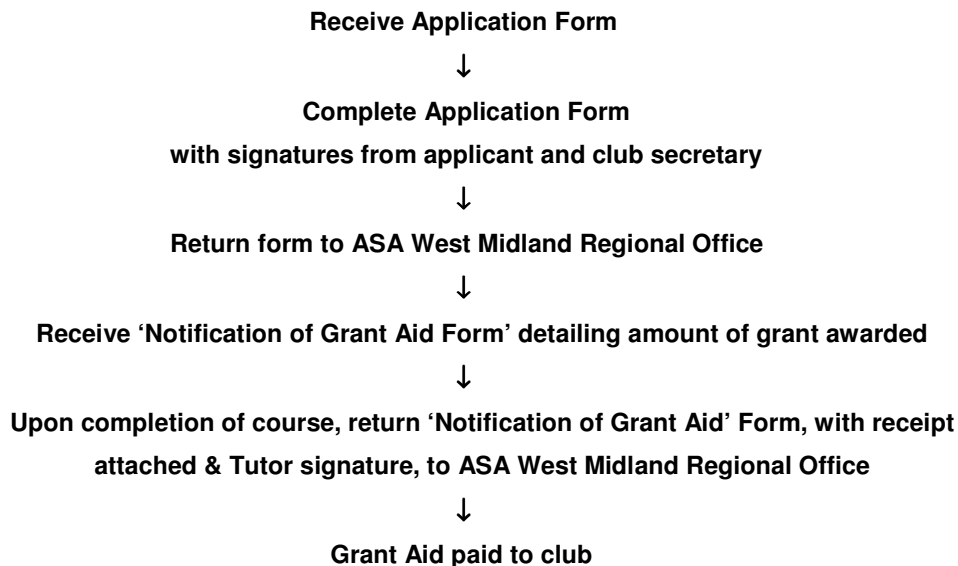 Receive Application Form
↓
Complete Application Form
with signatures from applicant and club secretary
↓
Return form to ASA West Midland Regional Office
↓
Receive ‘Notification of Grant Aid Form’ detailing amount of grant awarded
↓
Upon completion of course, return ‘Notification of Grant Aid’ Form, with receipt
attached & Tutor signature, to ASA West Midland Regional Office
↓
Grant Aid paid to club